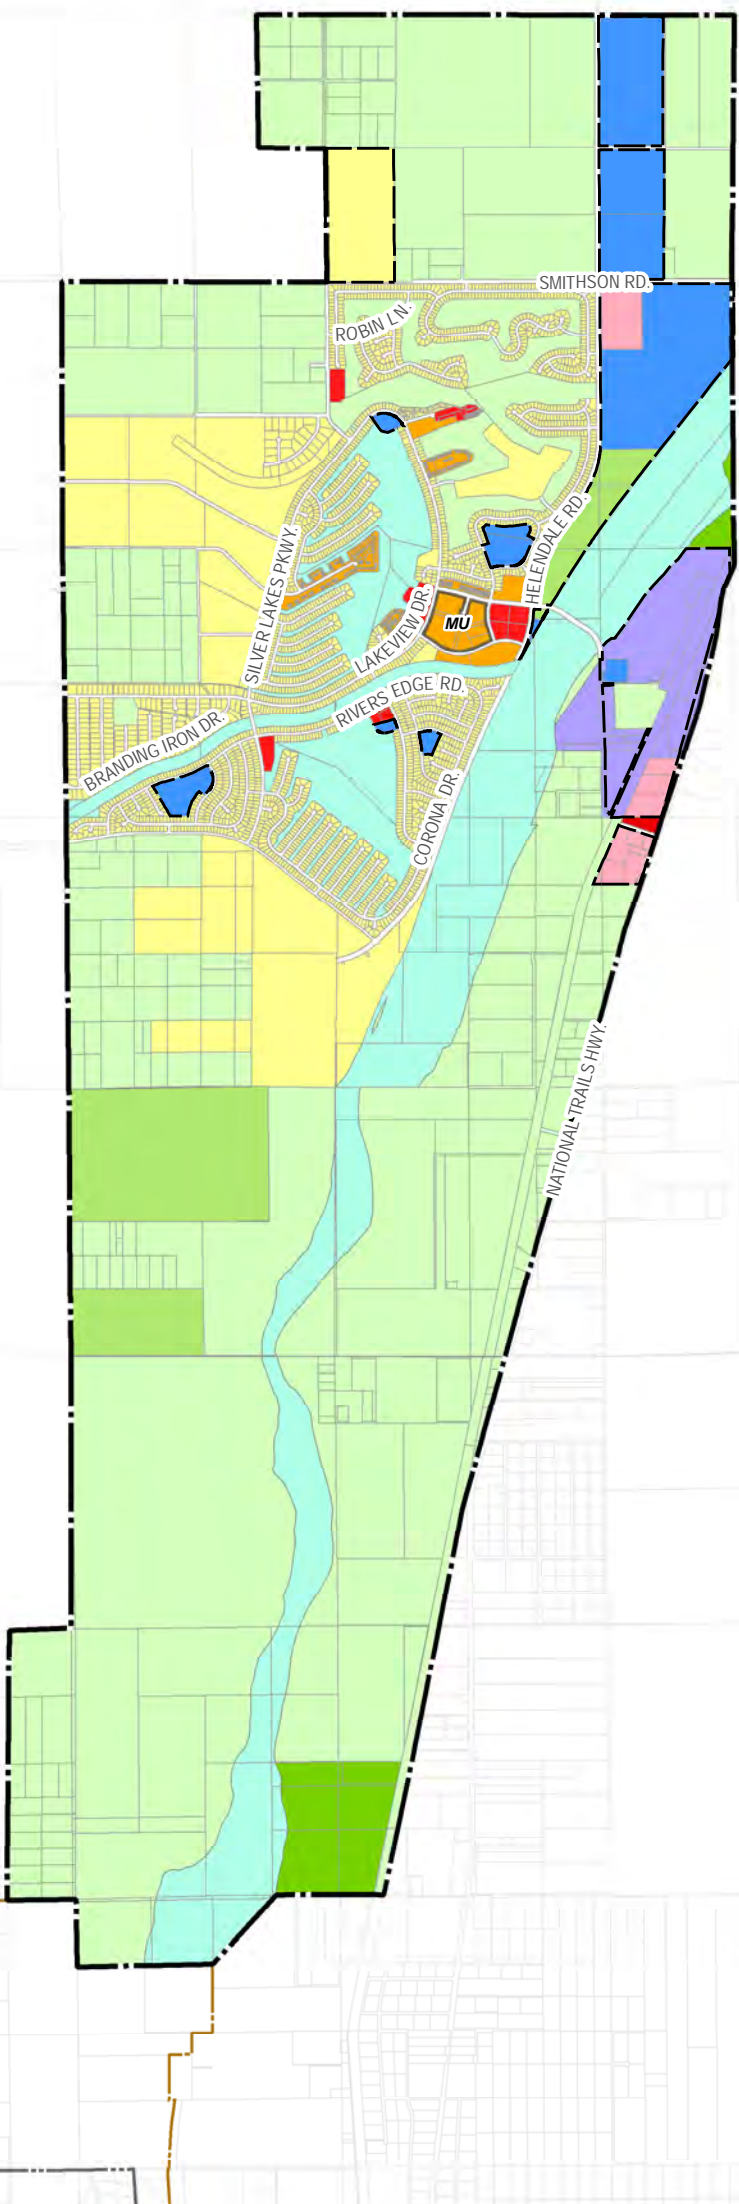 SMITHSON RD.
ROBIN LN.
HELENDALE RD.
SILVER LAKES PKWY.
LAKEVIEW DR.
MU
RIVERS EDGE RD.
BRANDING IRON DR.
CORONA DR.
NATIONAL TRAILS HWY.